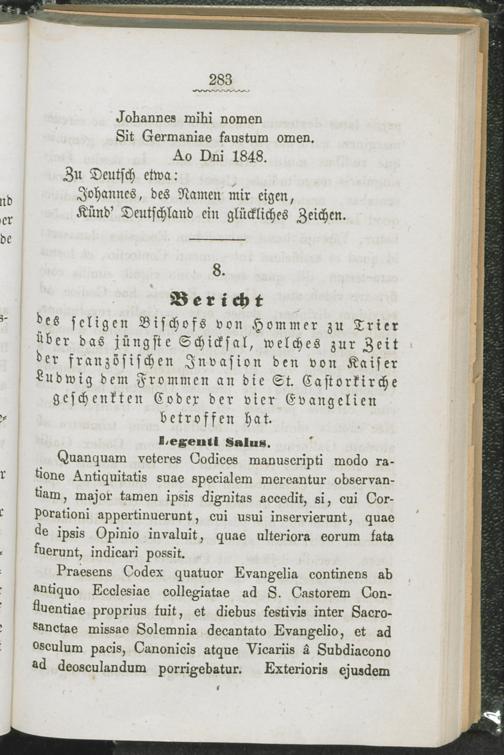 283
Johannes mihi nomen
Sit Germaniae faustum omen.
Ao Dni 1848.
Zu Deutsch etwa:
Johannes, des Namen mir eigen,
Künd' Deutschland ein glückliches Zeichen.
8.
Bericht
des seligen Bischofs von Hommer zu Trier
über das jüngste Schicksal, welches zur Zeit
der französischen Invasion den von Kaiser
Ludwig dem Frommen an die St. Castorkirche
geschenkten Codex der vier Evangelien
betroffen hat.
Legenti Salus.
Quanquam veteres Codices manuscripti modo ra-
tione Antiquitatis suae specialem mereantur observan-
tiam, major tamen ipsis dignitas accedit, si, cui Cor-
porationi appertinuerunt, cui usui inservierunt, quae
de ipsis Opinio invaluit, quae ulteriora eorum fata
fuerunt, indicari possit.
Praesens Codex quatuor Evangelia continens ab
antiquo Ecclesiae collegiatae ad S. Castorem Con-
fluentiae proprius fuit, et diebus festivis inter Sacro-
sanctae missae Solemnia decantato Evangelio, et ad
osculum pacis, Canonicis atque Vicariis â Subdiacono
ad deosculandum porrigebatur. Exterioris ejusdem